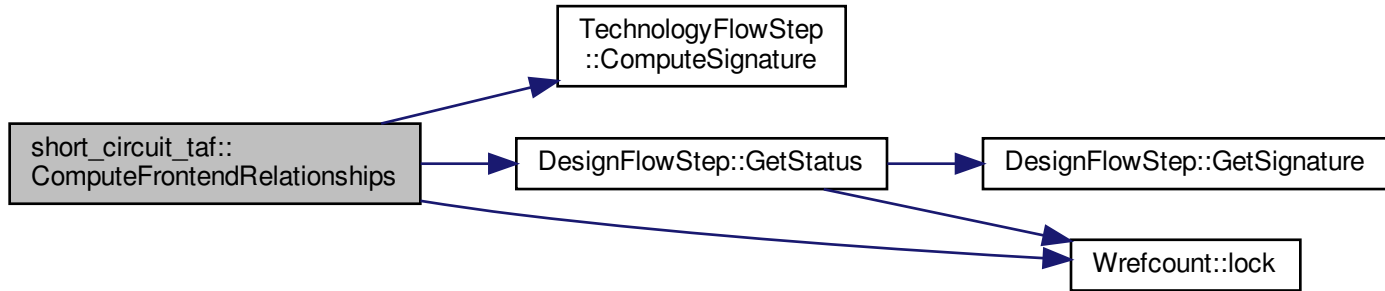 TechnologyFlowStep
::ComputeSignature
short_circuit_taf::
ComputeFrontendRelationships
DesignFlowStep::GetStatus
DesignFlowStep::GetSignature
Wrefcount::lock